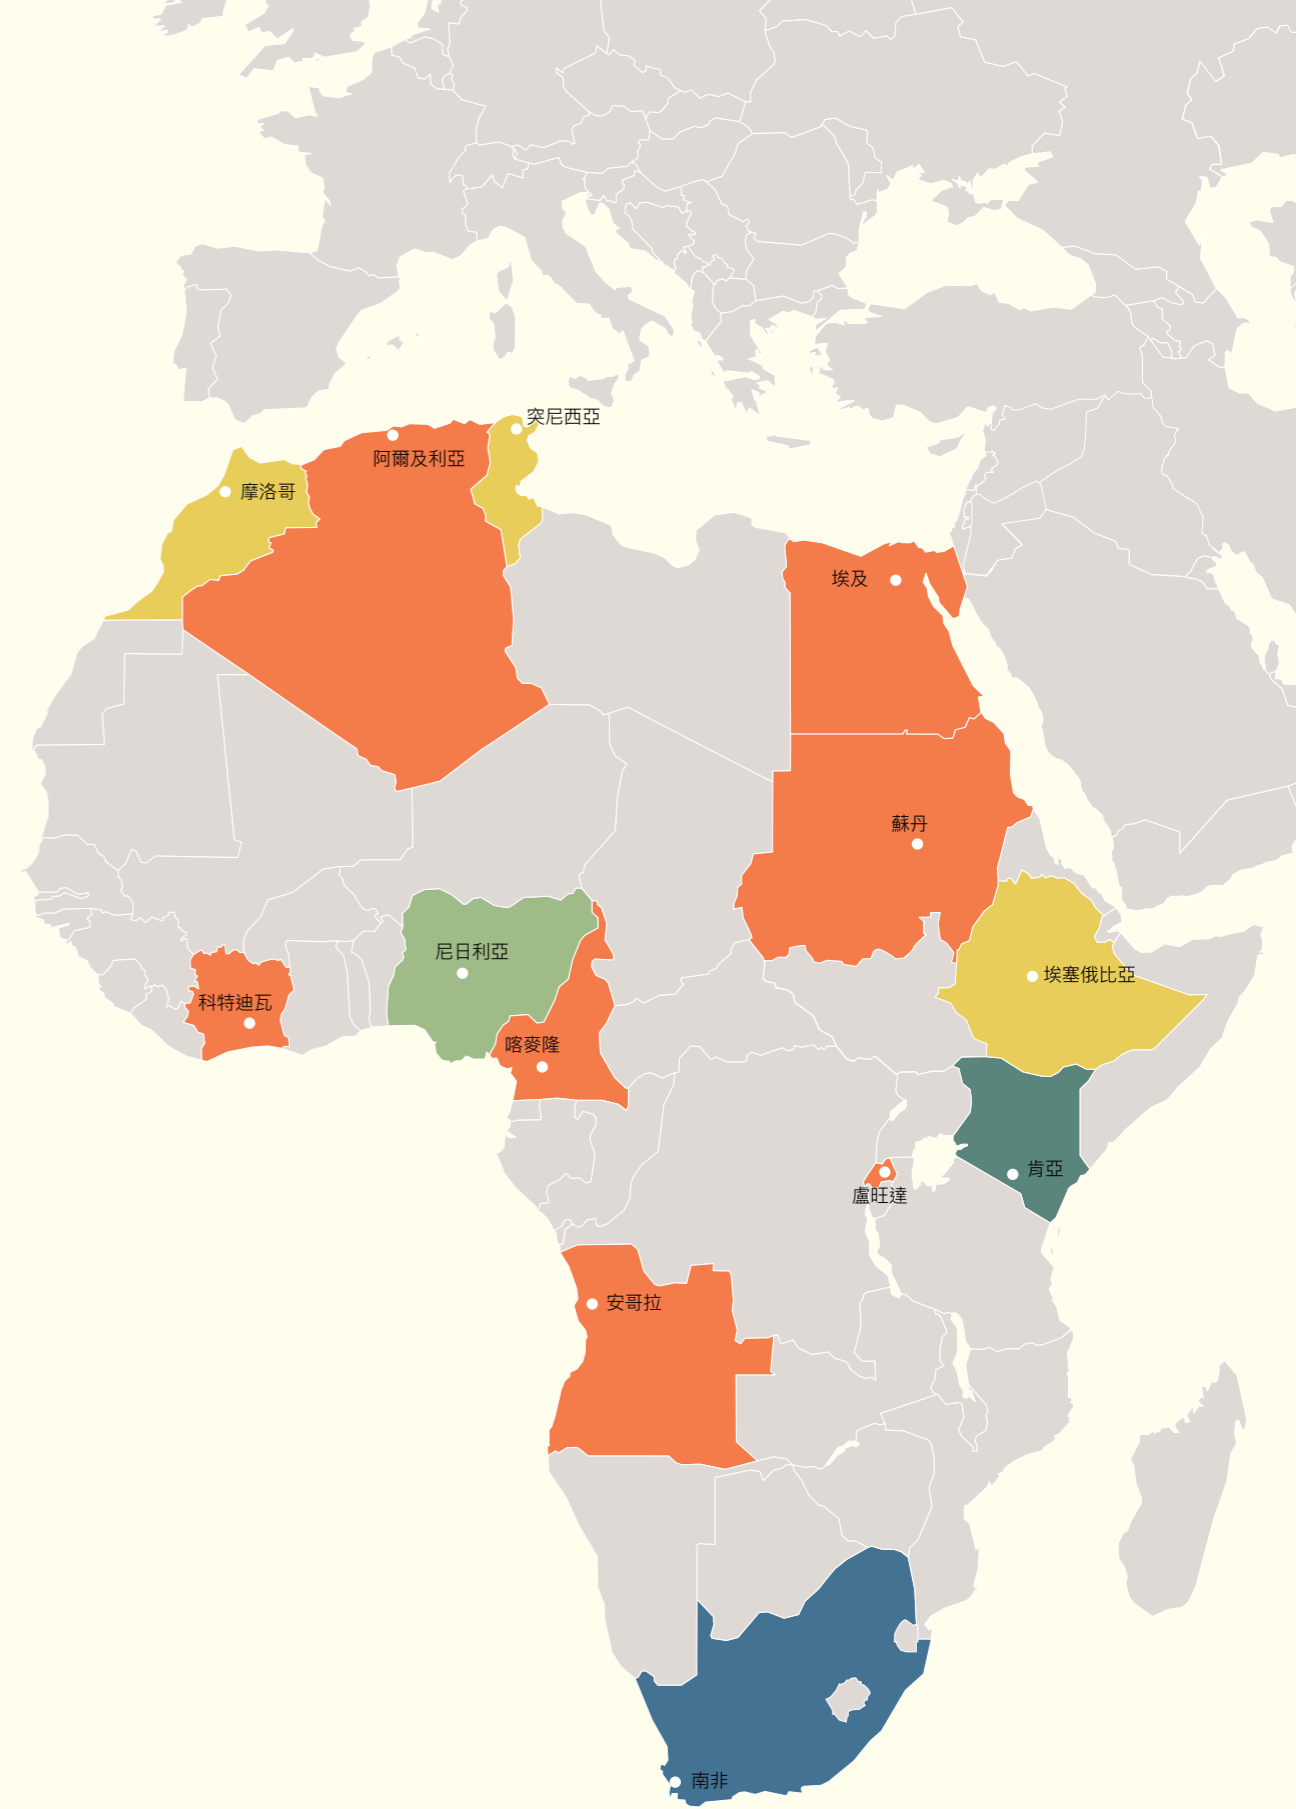 突尼西亞
阿爾及利亞
摩洛哥
埃及
蘇丹
尼日利亞
埃塞俄比亞
科特迪瓦
喀麥隆
肯亞
盧旺達
安哥拉
南非